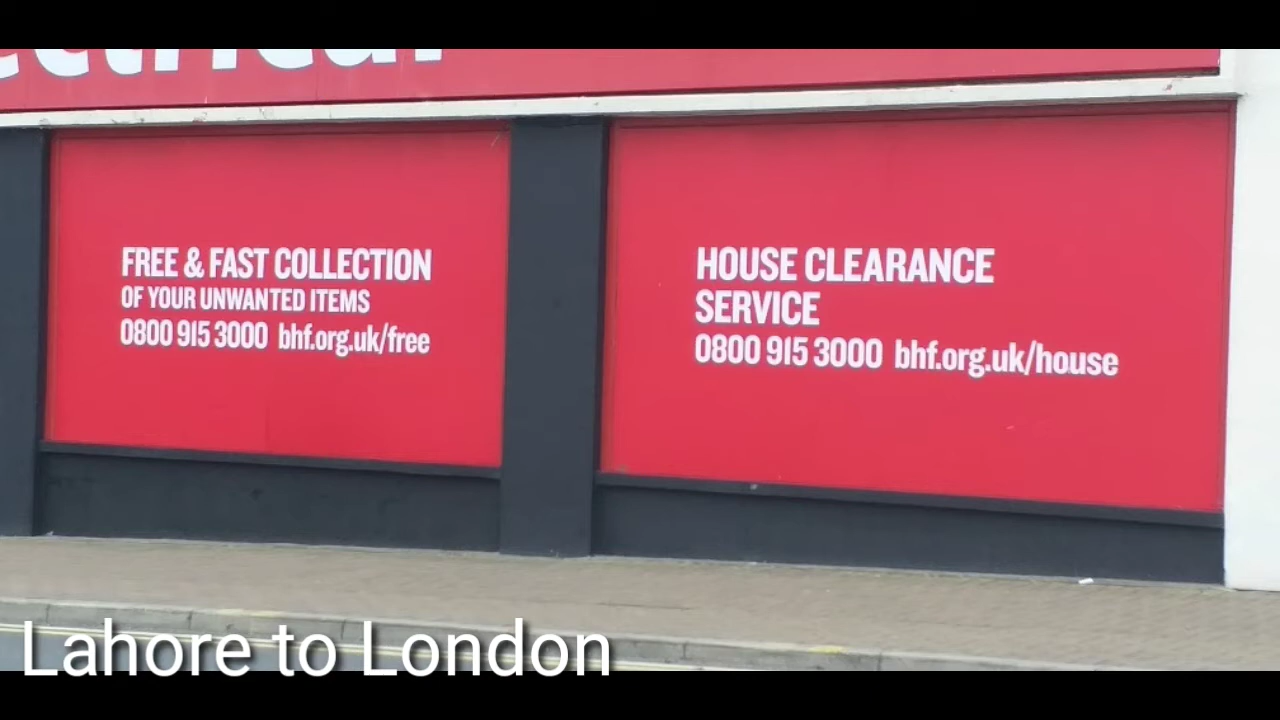 FREE & FAST COLLECTION
OF YOUR UNWANTED ITEMS
0800 915 3000 bhf.org.uk/free
HOUSE CLEARANCE
SERVICE
0800 915 3000 bhf.org.uk/house
Lahore to London